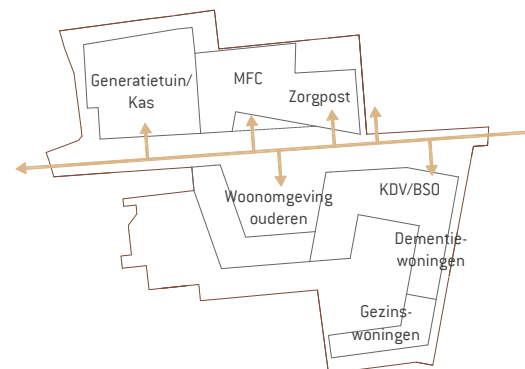 Generatietuin/
Kas
MFC
Zorgpost
Woonomgeving
ouderen
KDV/BSO
Dementie-
woningen
Gezins-
woningen